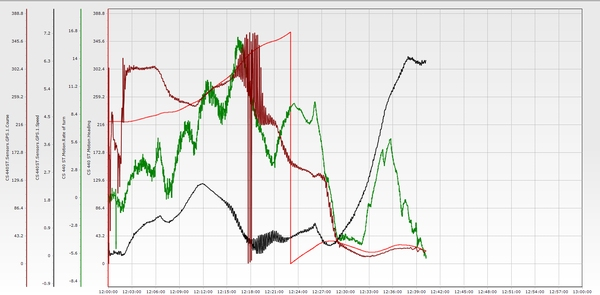 388.8 7.2 16.8 388.8
345.6 6.3 14 345.6
302.4 5.4 11.2 302.4
259.2 4.5 8.4 259.2
216 3.6 5.6 216
172.8 2.7 2.8 172.8
129.6 1.8 0 129.6
86.4 0.9 -2.8 86.4
43.2 0 -5.6 43.2
0 -0.9 -8.4 0
Sensors GPS 1 Course
Sensors GPS 1 Speed
CG 440 ST Motion Rate of turn
CG 440 ST Motion Heading
12:00:00 12:03:00 12:06:00 12:09:00 12:12:00 12:15:00 12:18:00 12:21:00 12:24:00 12:27:00 12:30:00 12:33:00 12:36:00 12:39:00 12:42:00 12:45:00 12:48:00 12:51:00 12:54:00 12:57:00 13:00:00